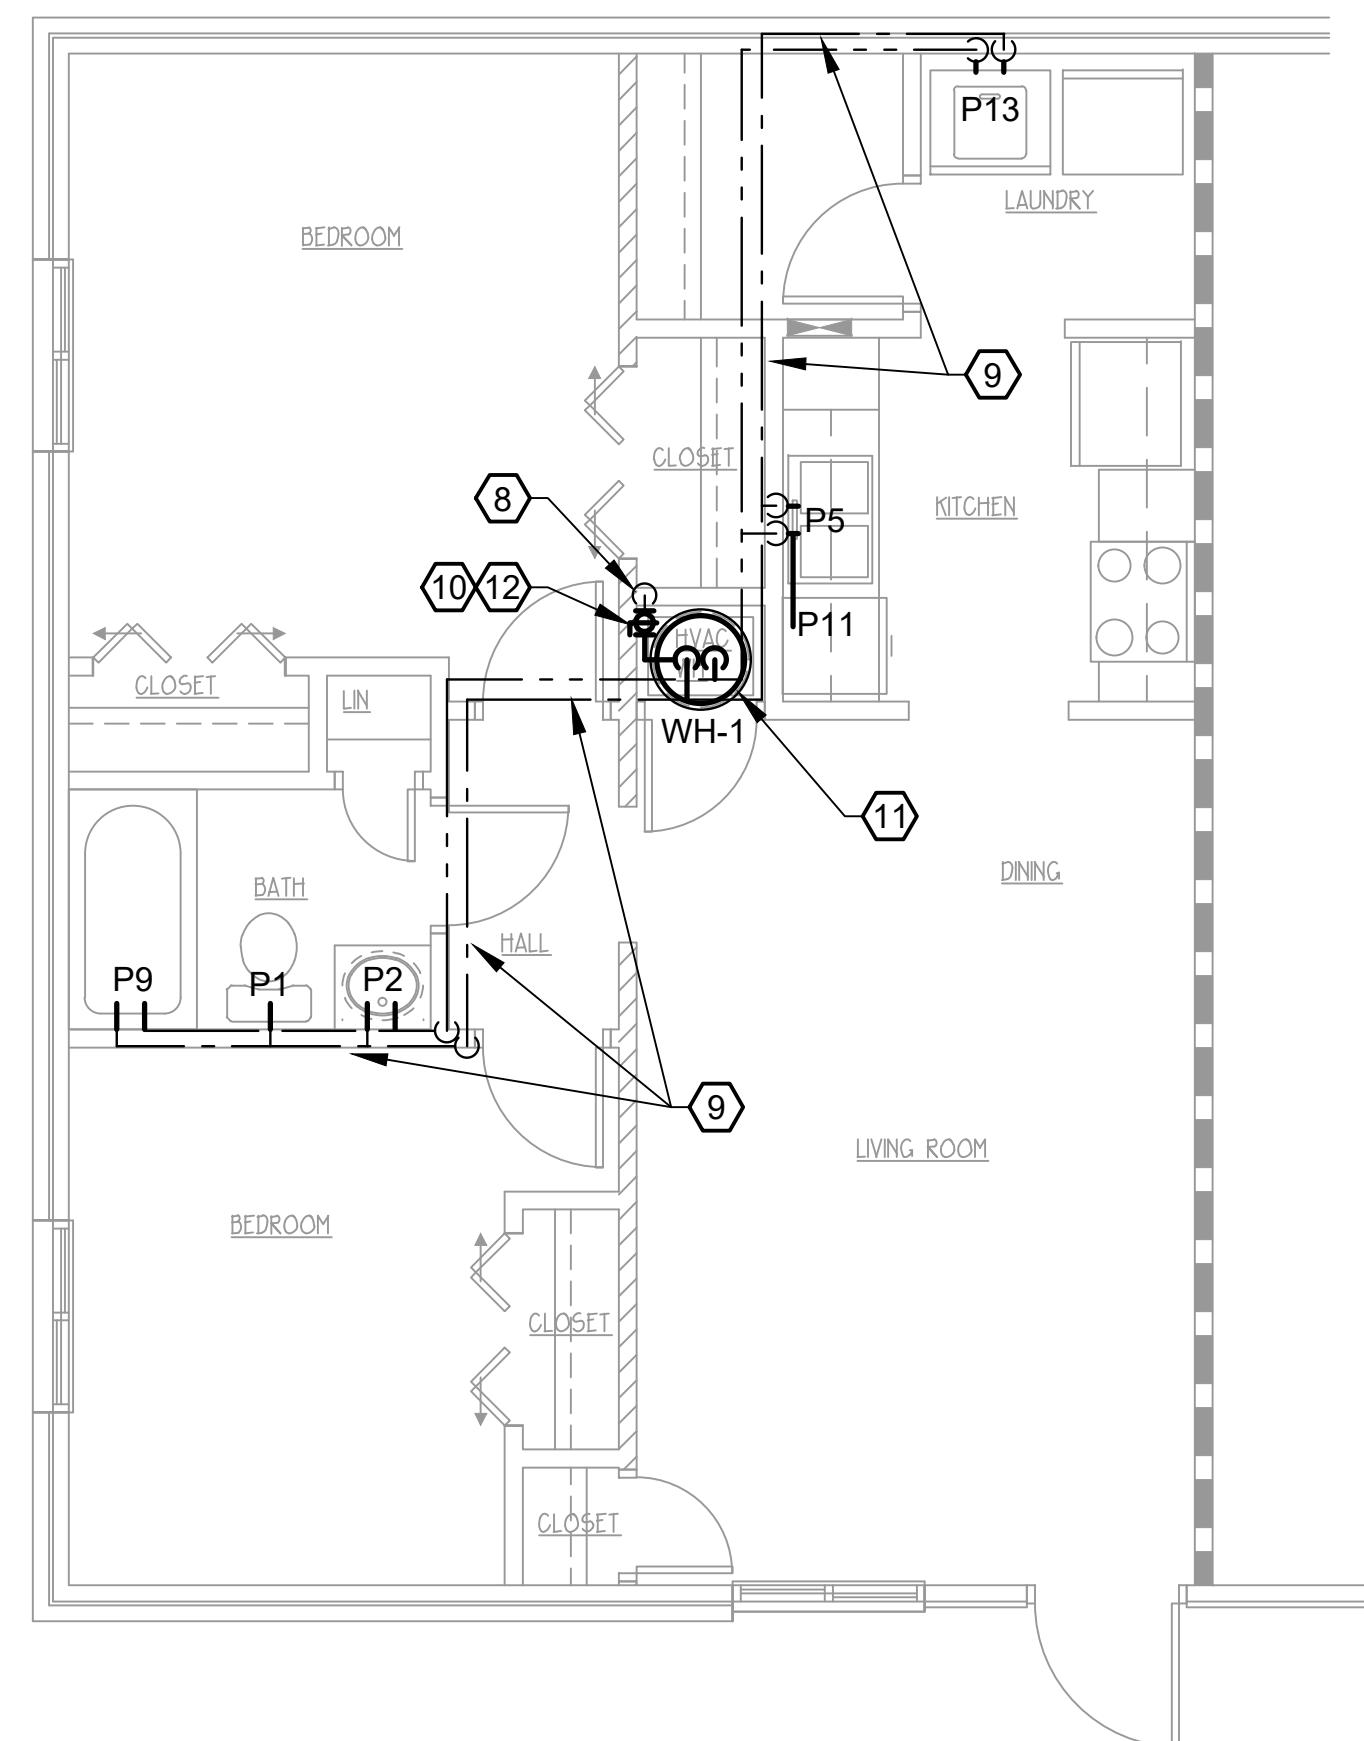 P13
LAUNDRY
BEDROOM
9
CLOSET
8
KITCHEN
P5
10 12
P11
HVAC
WH
CLOSET
LIN
WH-1
11
DINING
BATH
HALL
P9
P1
P2
9
LIVING ROOM
BEDROOM
CLOSET
CLOSET